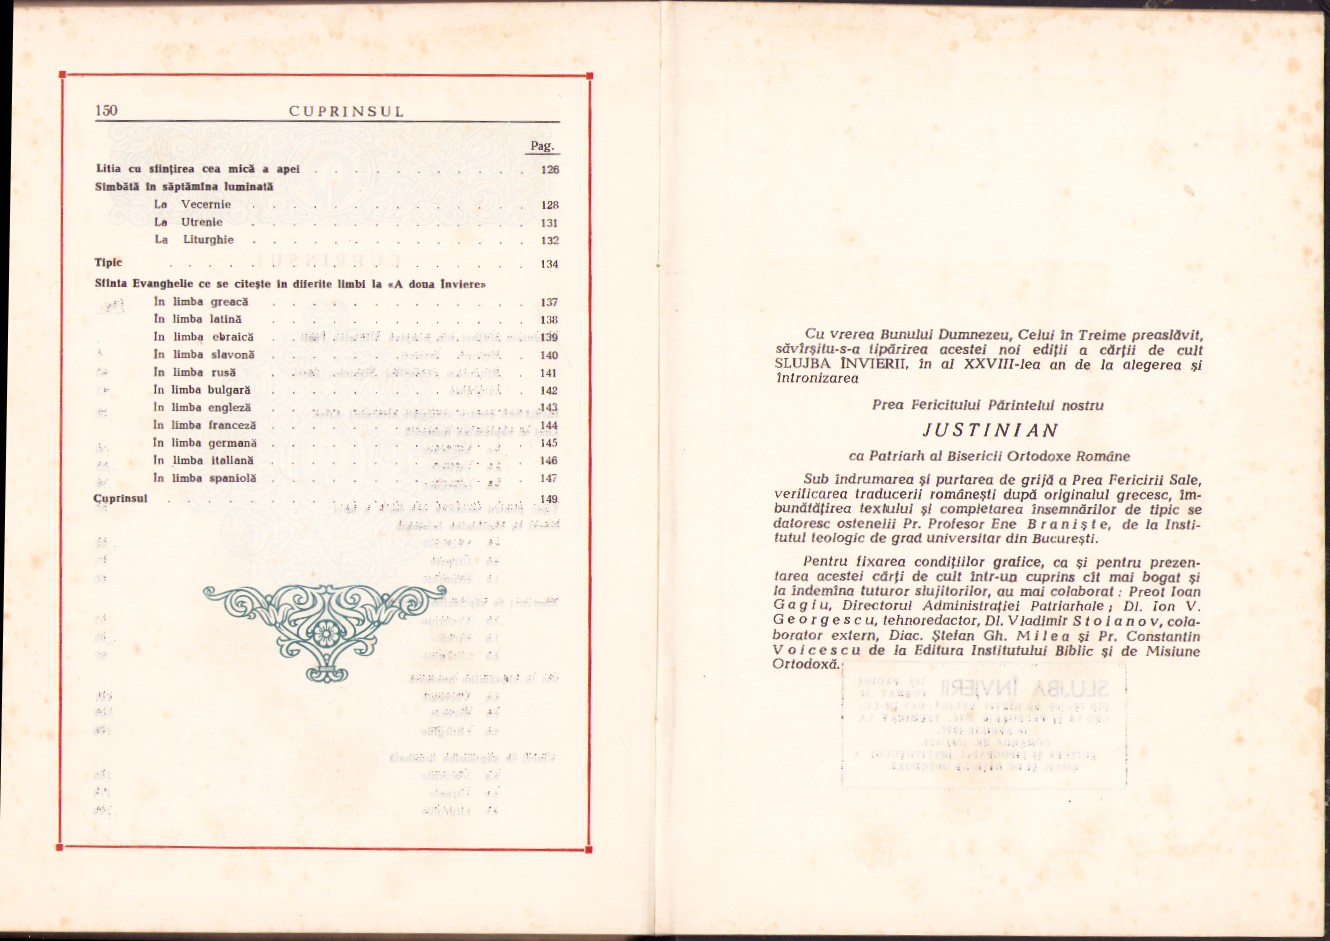 150 CUPRINSUL
Pag.
Litia cu sfințirea cea mică a apei . . . . . . . . . . . 126
Sîmbătă în săptămîna luminată
La Vecernie . . . . . . . . . . . . . 128
La Utrenie . . . . . . . . . . . . . 131
La Liturghie . . . . . . . . . . . . . 132
Tipic . . . . . . . . . . . . . . . . 134
Sfînta Evanghelie ce se citește în diferite limbi la «A doua Înviere»
În limba greacă . . . . . . . . . . . . 137
În limba latină . . . . . . . . . . . . 138
În limba ebraică . . . . . . . . . . . . 139
În limba slavonă . . . . . . . . . . . . 140
În limba rusă . . . . . . . . . . . . 141
În limba bulgară . . . . . . . . . . . . 142
În limba engleză . . . . . . . . . . . . 143
În limba franceză . . . . . . . . . . . . 144
În limba germană . . . . . . . . . . . . 145
În limba italiană . . . . . . . . . . . . 146
În limba spaniolă . . . . . . . . . . . . 147
Cuprinsul . . . . . . . . . . . . . . . . 149
Cu vrerea Bunului Dumnezeu, Celui în Treime preaslăvit,
săvîrșitu-s-a tipărirea acestei noi ediții a cărții de cult
SLUJBA ÎNVIERII, în al XXVIII-lea an de la alegerea și
întronizarea
Prea Fericitului Părintelui nostru
JUSTINIAN
ca Patriarh al Bisericii Ortodoxe Române
Sub îndrumarea și purtarea de grijă a Prea Fericirii Sale,
verificarea traducerii românești după originalul grecesc, îm-
bunătățirea textului și completarea însemnărilor de tipic se
datoresc ostenelii Pr. Profesor Ene Braniște, de la Insti-
tutul teologic de grad universitar din București.
Pentru fixarea condițiilor grafice, ca și pentru prezen-
tarea acestei cărți de cult într-un cuprins cît mai bogat și
la îndemîna tuturor slujitorilor, au mai colaborat : Preot Ioan
Gagiu, Directorul Administrației Patriarhale ; Dl. Ion V.
Georgescu, tehnoredactor, Dl. Vladimir Stoianov, cola-
borator extern, Diac. Ștefan Gh. Milea și Pr. Constantin
Voicescu de la Editura Institutului Biblic și de Misiune
Ortodoxă.
SLUJBA ÎNVIERII